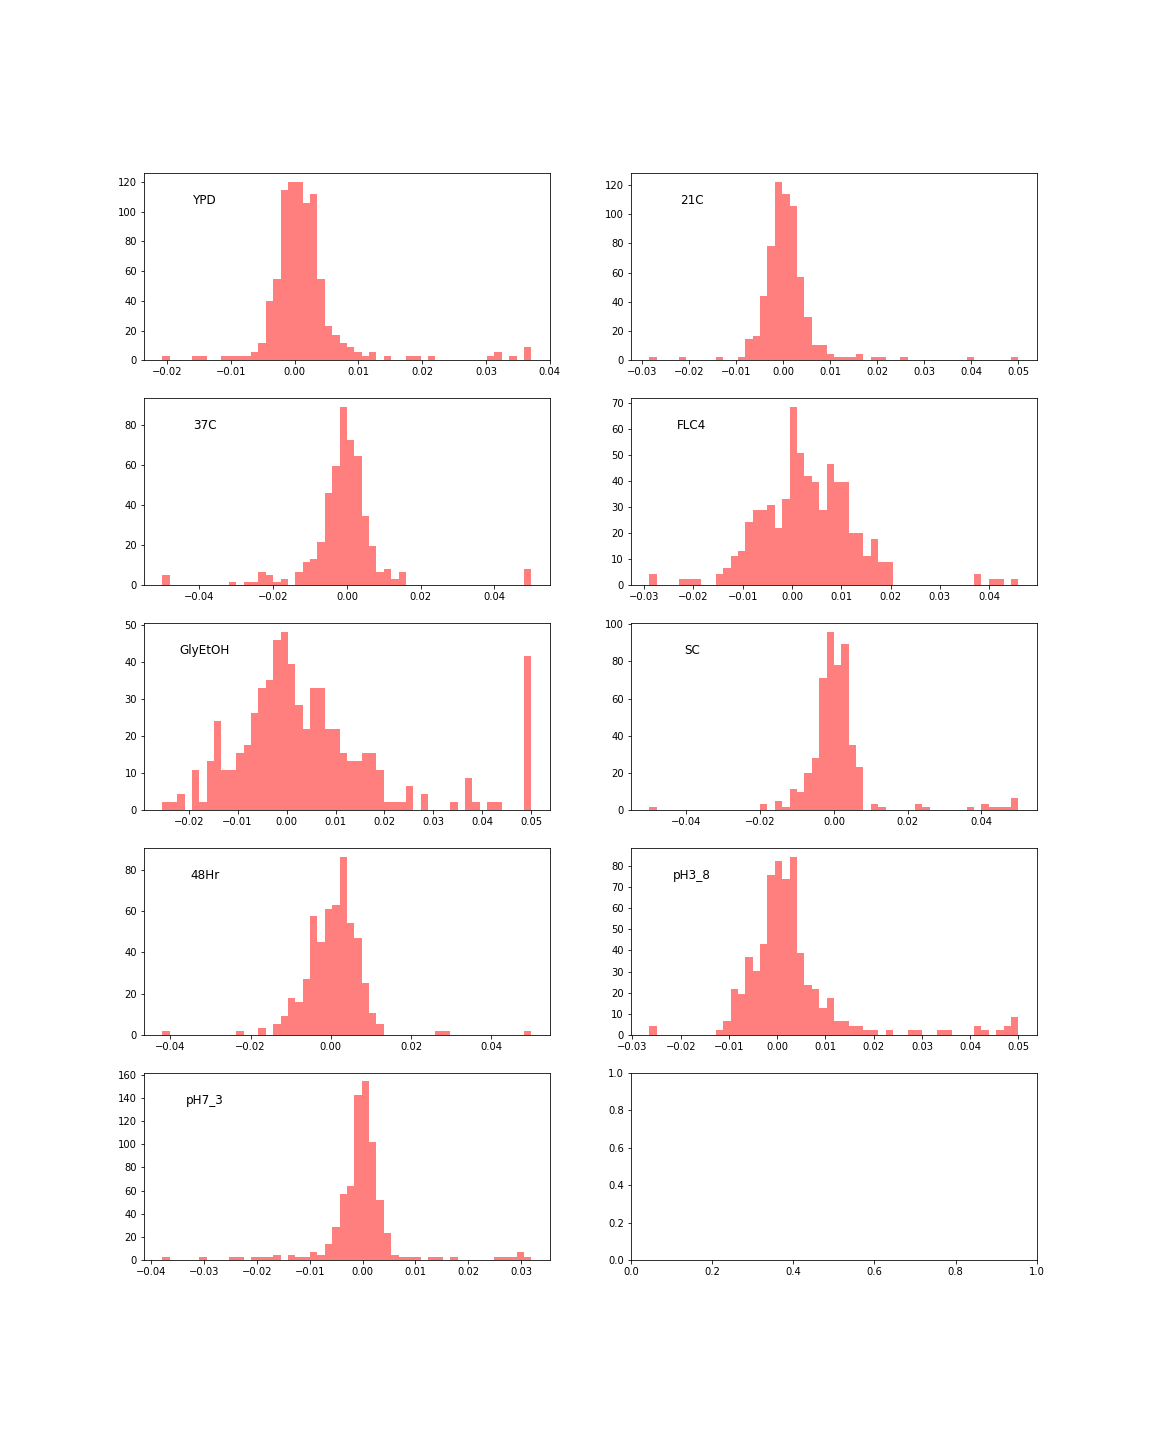 YPD
0 20 40 60 80 100 120
−0.02 −0.01 0.00 0.01 0.02 0.03 0.04
21C
0 20 40 60 80 100 120
−0.03 −0.02 −0.01 0.00 0.01 0.02 0.03 0.04 0.05
37C
0 20 40 60 80
−0.04 −0.02 0.00 0.02 0.04
FLC4
0 10 20 30 40 50 60 70
−0.03 −0.02 −0.01 0.00 0.01 0.02 0.03 0.04
GlyEtOH
0 10 20 30 40 50
−0.02 −0.01 0.00 0.01 0.02 0.03 0.04 0.05
SC
0 20 40 60 80 100
−0.04 −0.02 0.00 0.02 0.04
48Hr
0 20 40 60 80
−0.04 −0.02 0.00 0.02 0.04
pH3_8
0 10 20 30 40 50 60 70 80
−0.03 −0.02 −0.01 0.00 0.01 0.02 0.03 0.04 0.05
pH7_3
0 20 40 60 80 100 120 140 160
−0.04 −0.03 −0.02 −0.01 0.00 0.01 0.02 0.03
0.0 0.2 0.4 0.6 0.8 1.0
0.0 0.2 0.4 0.6 0.8 1.0